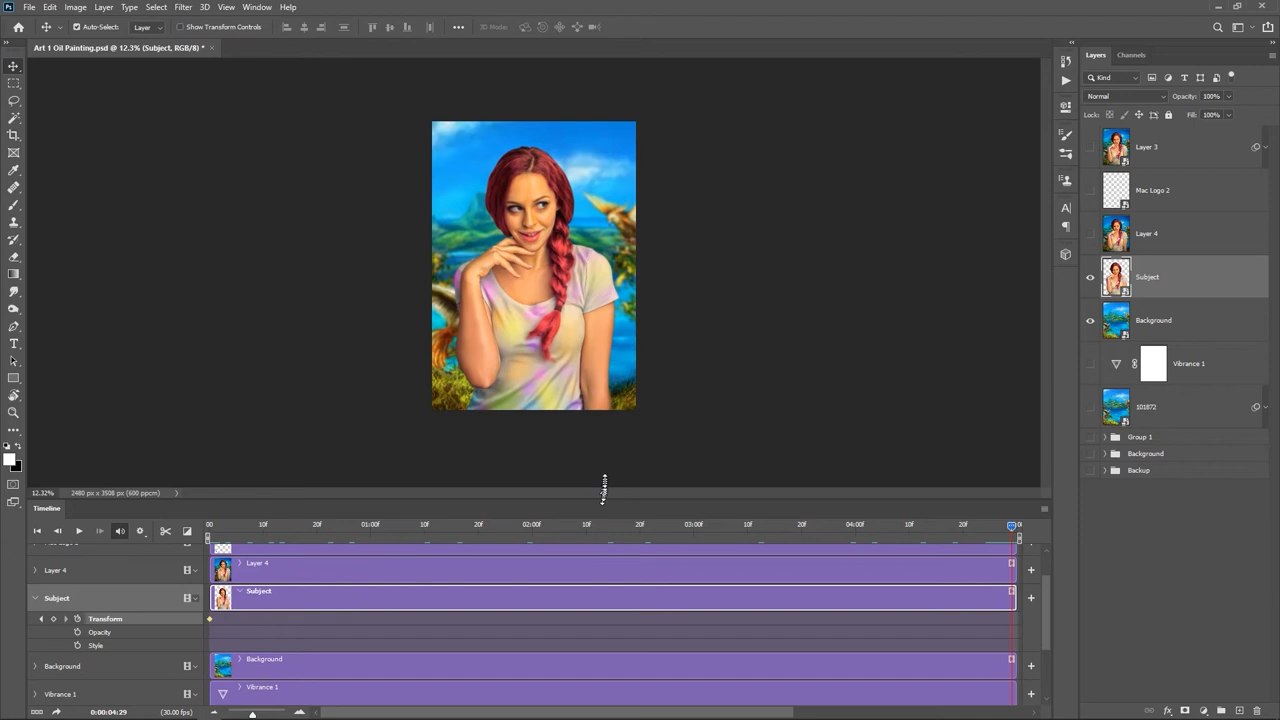 File Edit Image Layer Type Select Filter 3D View Window Help
Auto-Select: Layer Show Transform Controls 3D Mode:
Art 1 Oil Painting.psd @ 12.3% (Subject, RGB/8) *
Layers Channels
Kind
Normal Opacity: 100%
Lock: Fill: 100%
Layer 3
Mac Logo 2
Layer 4
Subject
Background
Vibrance 1
101872
Group 1
Background
Backup
12.32% 2480 px x 3508 px (600 ppcm)
Timeline
00 10f 20f 01:00f 10f 20f 02:00f 10f 20f 03:00f 10f 20f 04:00f 10f 20f
Layer 4 Layer 4
Subject Subject
Transform
Opacity
Style
Background Background
Vibrance 1 Vibrance 1
0:00:04:29 (30.00 fps)